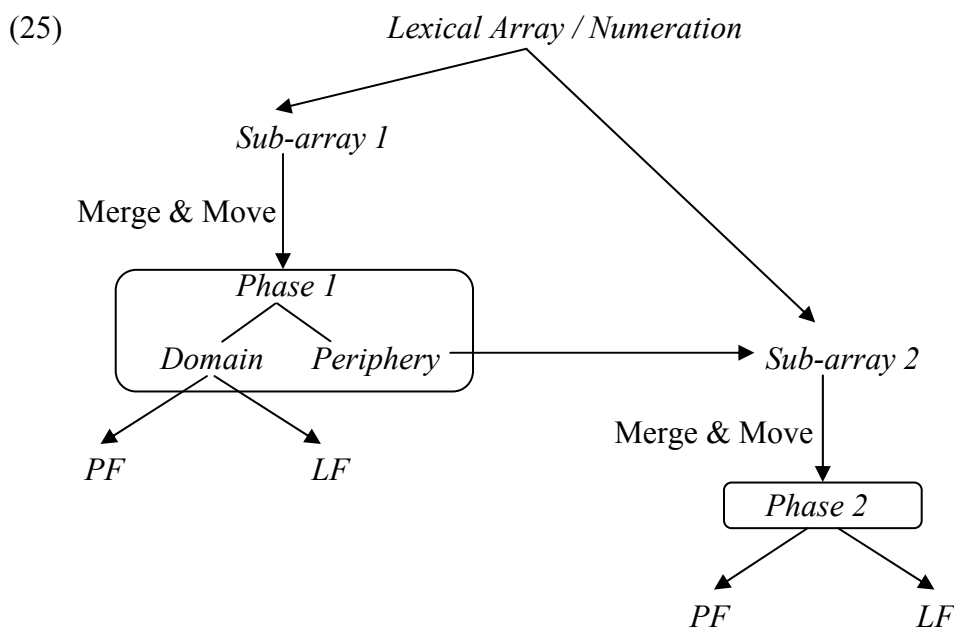 (25) Lexical Array / Numeration
Sub-array 1
Merge & Move
Phase 1
Domain Periphery
Sub-array 2
PF LF
Merge & Move
Phase 2
PF LF